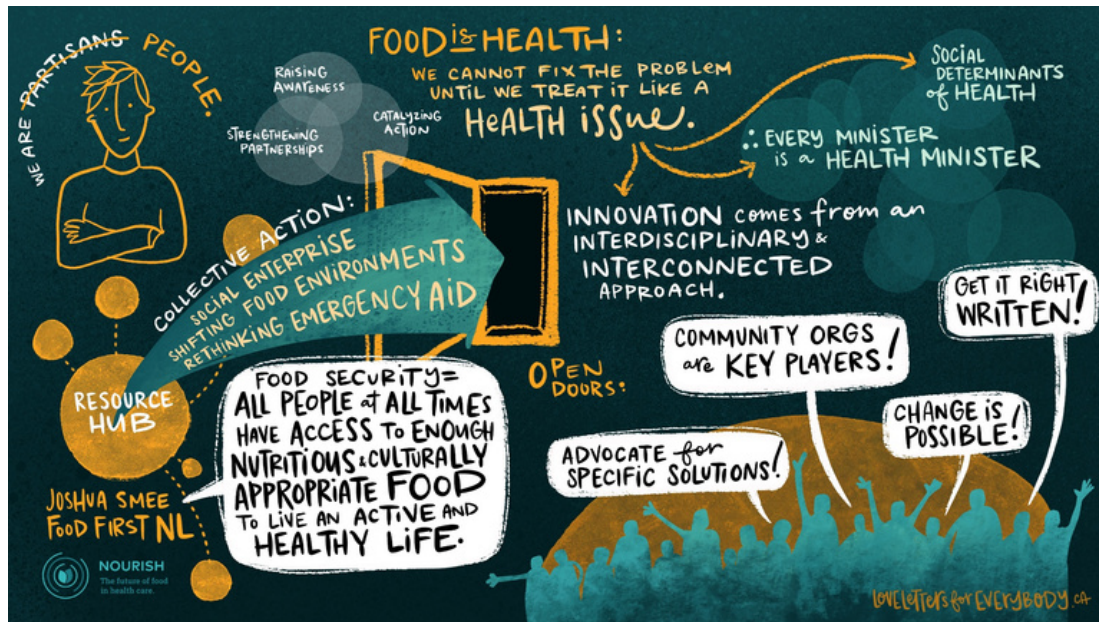 WE ARE PARTISANS PEOPLE.
RAISING
AWARENESS
STRENGTHENING
PARTNERSHIPS
CATALYZING
ACTION
FOOD is HEALTH:
WE CANNOT FIX THE PROBLEM
UNTIL WE TREAT IT LIKE A
HEALTH ISSUE.
SOCIAL
DETERMINANTS
of HEALTH
∴ EVERY MINISTER
is a HEALTH MINISTER
INNOVATION comes from an
INTERDISCIPLINARY &
INTERCONNECTED
APPROACH.
COLLECTIVE ACTION:
SOCIAL ENTERPRISE
SHIFTING FOOD ENVIRONMENTS
RETHINKING EMERGENCY AID
RESOURCE
HUB
JOSHUA SMEE
FOOD FIRST NL
FOOD SECURITY =
ALL PEOPLE at ALL TIMES
HAVE ACCESS to ENOUGH
NUTRITIOUS & CULTURALLY
APPROPRIATE FOOD
TO LIVE AN ACTIVE AND
HEALTHY LIFE.
OPEN
DOORS:
ADVOCATE for
SPECIFIC SOLUTIONS!
COMMUNITY ORGS
are KEY PLAYERS!
CHANGE IS
POSSIBLE!
GET IT RIGHT
WRITTEN!
NOURISH
The future of food
in health care.
LOVELETTERSforEVERYBODY.CA